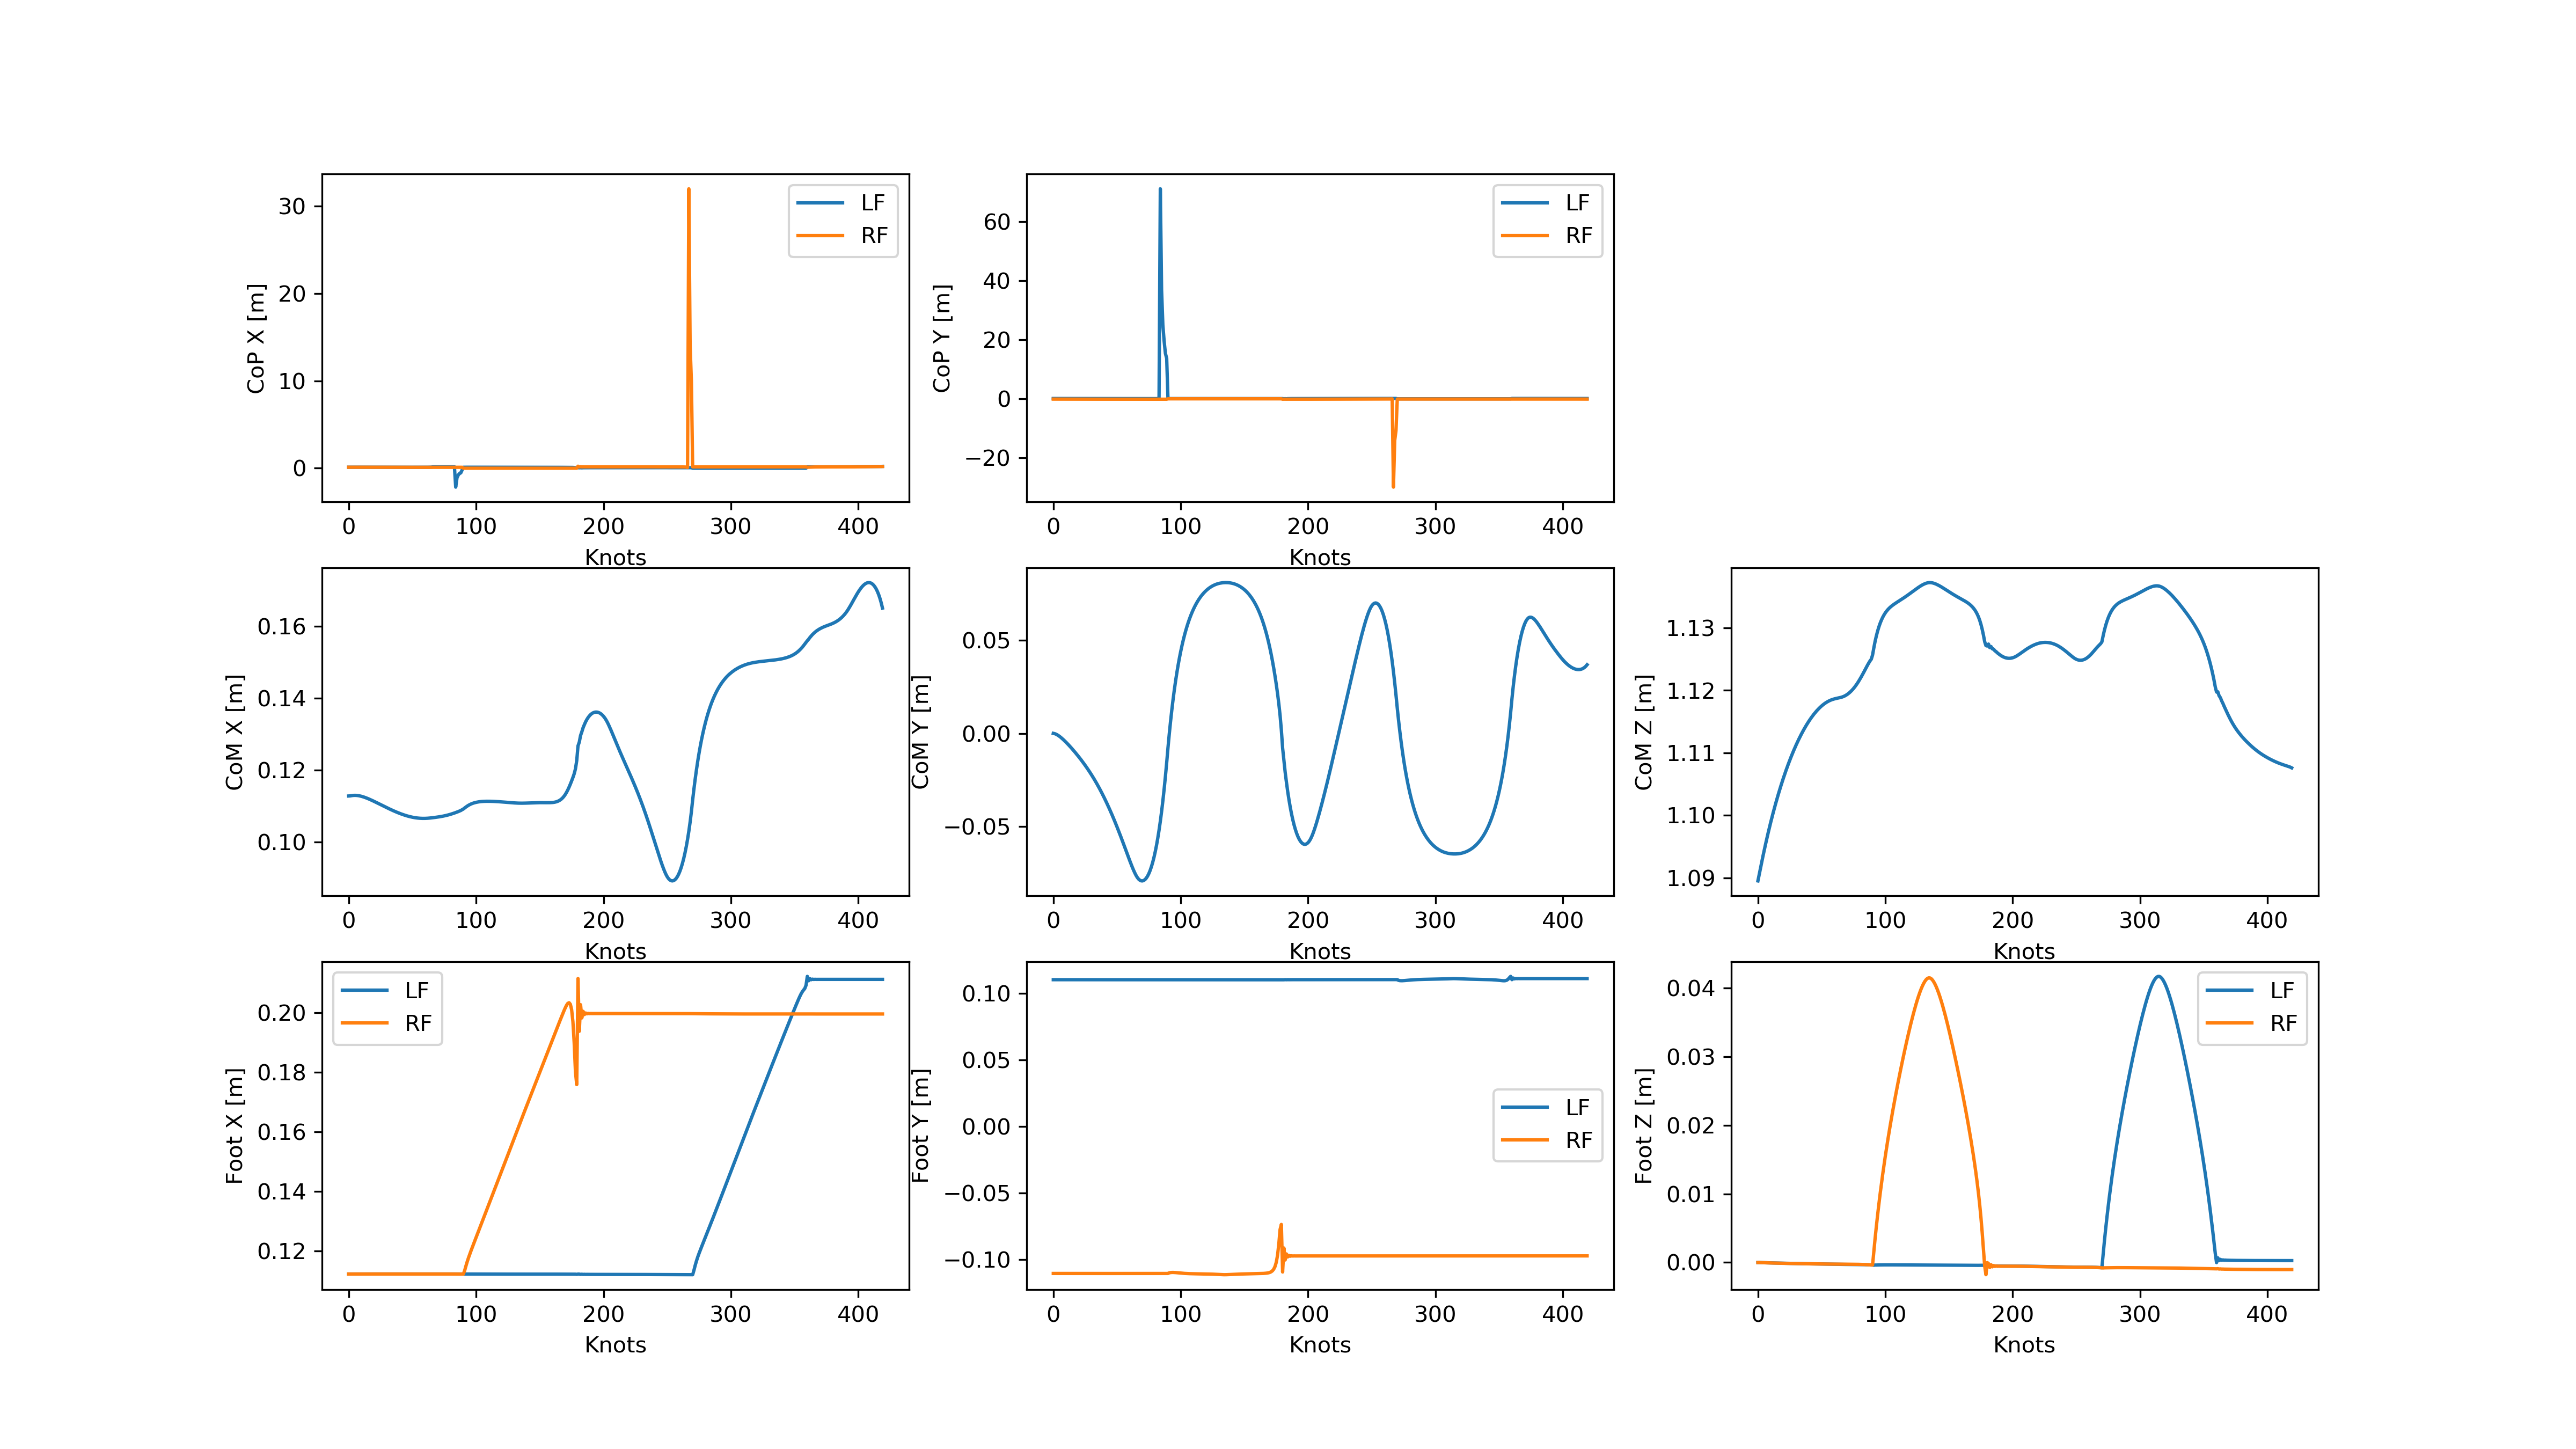 CoP X [m]
30
20
10
0
LF
RF
0 100 200 300 400
Knots
CoP Y [m]
60
40
20
0
−20
LF
RF
0 100 200 300 400
Knots
CoM X [m]
0.16
0.14
0.12
0.10
0 100 200 300 400
Knots
CoM Y [m]
0.05
0.00
−0.05
0 100 200 300 400
Knots
CoM Z [m]
1.13
1.12
1.11
1.10
1.09
0 100 200 300 400
Knots
Foot X [m]
0.20
0.18
0.16
0.14
0.12
LF
RF
0 100 200 300 400
Knots
Foot Y [m]
0.10
0.05
0.00
−0.05
−0.10
LF
RF
0 100 200 300 400
Knots
Foot Z [m]
0.04
0.03
0.02
0.01
0.00
LF
RF
0 100 200 300 400
Knots